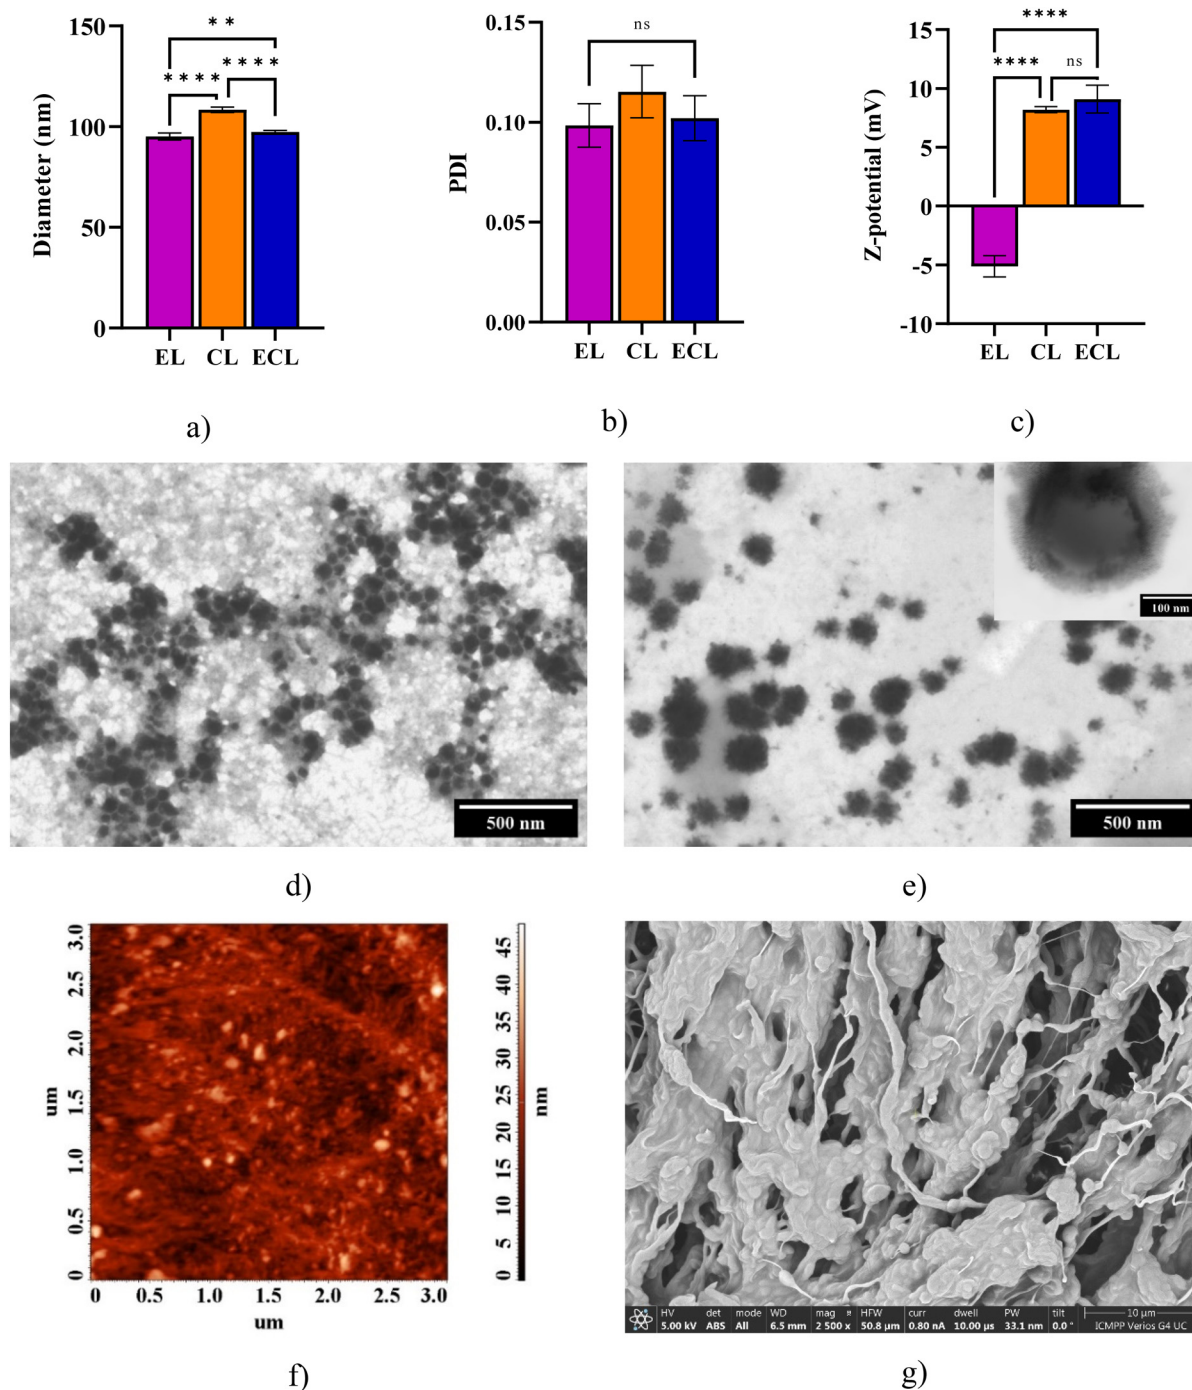 150
100
50
0
Diameter (nm)
**
****
****
EL CL ECL
a)
0.15
0.10
0.05
0.00
PDI
ns
EL CL ECL
b)
15
10
5
0
-5
-10
Z-potential (mV)
****
****
ns
EL CL ECL
c)
500 nm
d)
100 nm
500 nm
e)
3.0
2.5
2.0
1.5
1.0
0.5
0
um
0 0.5 1.0 1.5 2.0 2.5 3.0
um
45
40
35
30
25
20
15
10
5
0
nm
f)
HV det mode WD mag HFW curr dwell PW tilt 10 µm
5.00 kV ABS All 6.5 mm 2 500 x 50.8 µm 0.80 nA 10.00 µs 33.1 nm 0.0 ° ICMPP Verios G4 UC
g)